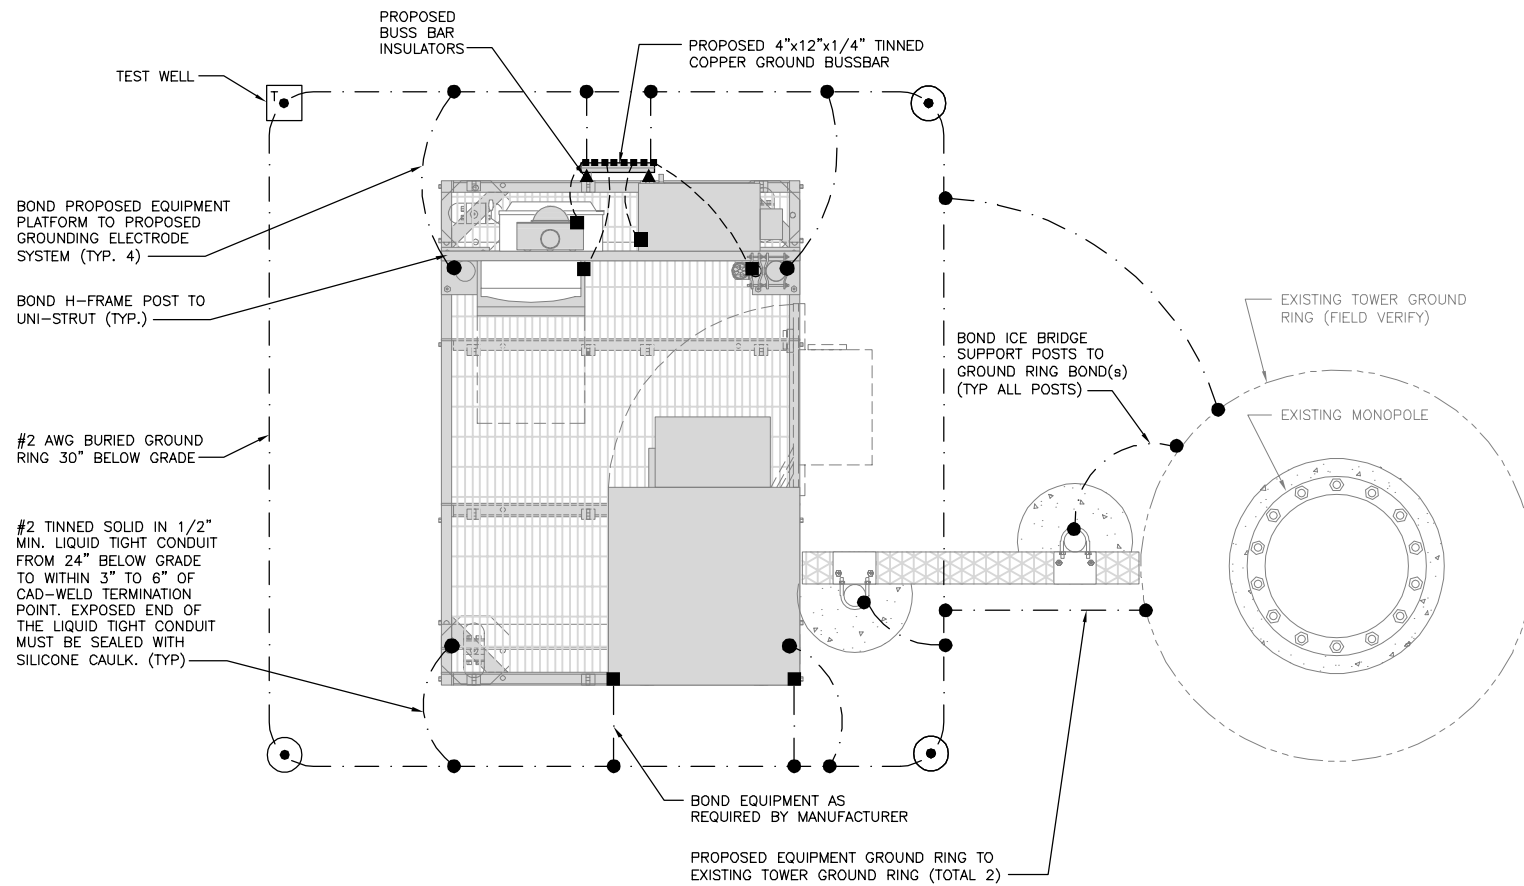 PROPOSED
BUSS BAR
INSULATORS
PROPOSED 4"x12"x1/4" TINNED
COPPER GROUND BUSSBAR
TEST WELL
T
BOND PROPOSED EQUIPMENT
PLATFORM TO PROPOSED
GROUNDING ELECTRODE
SYSTEM (TYP. 4)
BOND H-FRAME POST TO
UNI-STRUT (TYP.)
EXISTING TOWER GROUND
RING (FIELD VERIFY)
BOND ICE BRIDGE
SUPPORT POSTS TO
GROUND RING BOND(s)
(TYP ALL POSTS)
EXISTING MONOPOLE
#2 AWG BURIED GROUND
RING 30" BELOW GRADE
#2 TINNED SOLID IN 1/2"
MIN. LIQUID TIGHT CONDUIT
FROM 24" BELOW GRADE
TO WITHIN 3" TO 6" OF
CAD-WELD TERMINATION
POINT. EXPOSED END OF
THE LIQUID TIGHT CONDUIT
MUST BE SEALED WITH
SILICONE CAULK. (TYP)
BOND EQUIPMENT AS
REQUIRED BY MANUFACTURER
PROPOSED EQUIPMENT GROUND RING TO
EXISTING TOWER GROUND RING (TOTAL 2)